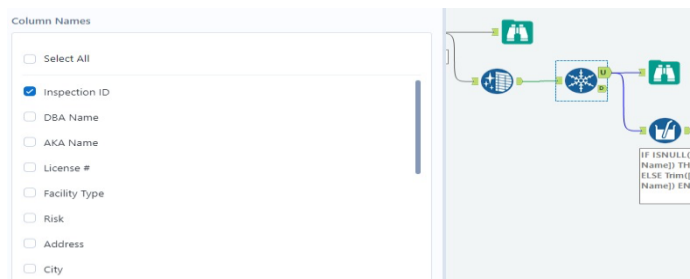 Column Names
Select All
Inspection ID
DBA Name
AKA Name
License #
Facility Type
Risk
Address
City
U
D
IF ISNULL(
Name]) TH
ELSE Trim([
Name]) EN